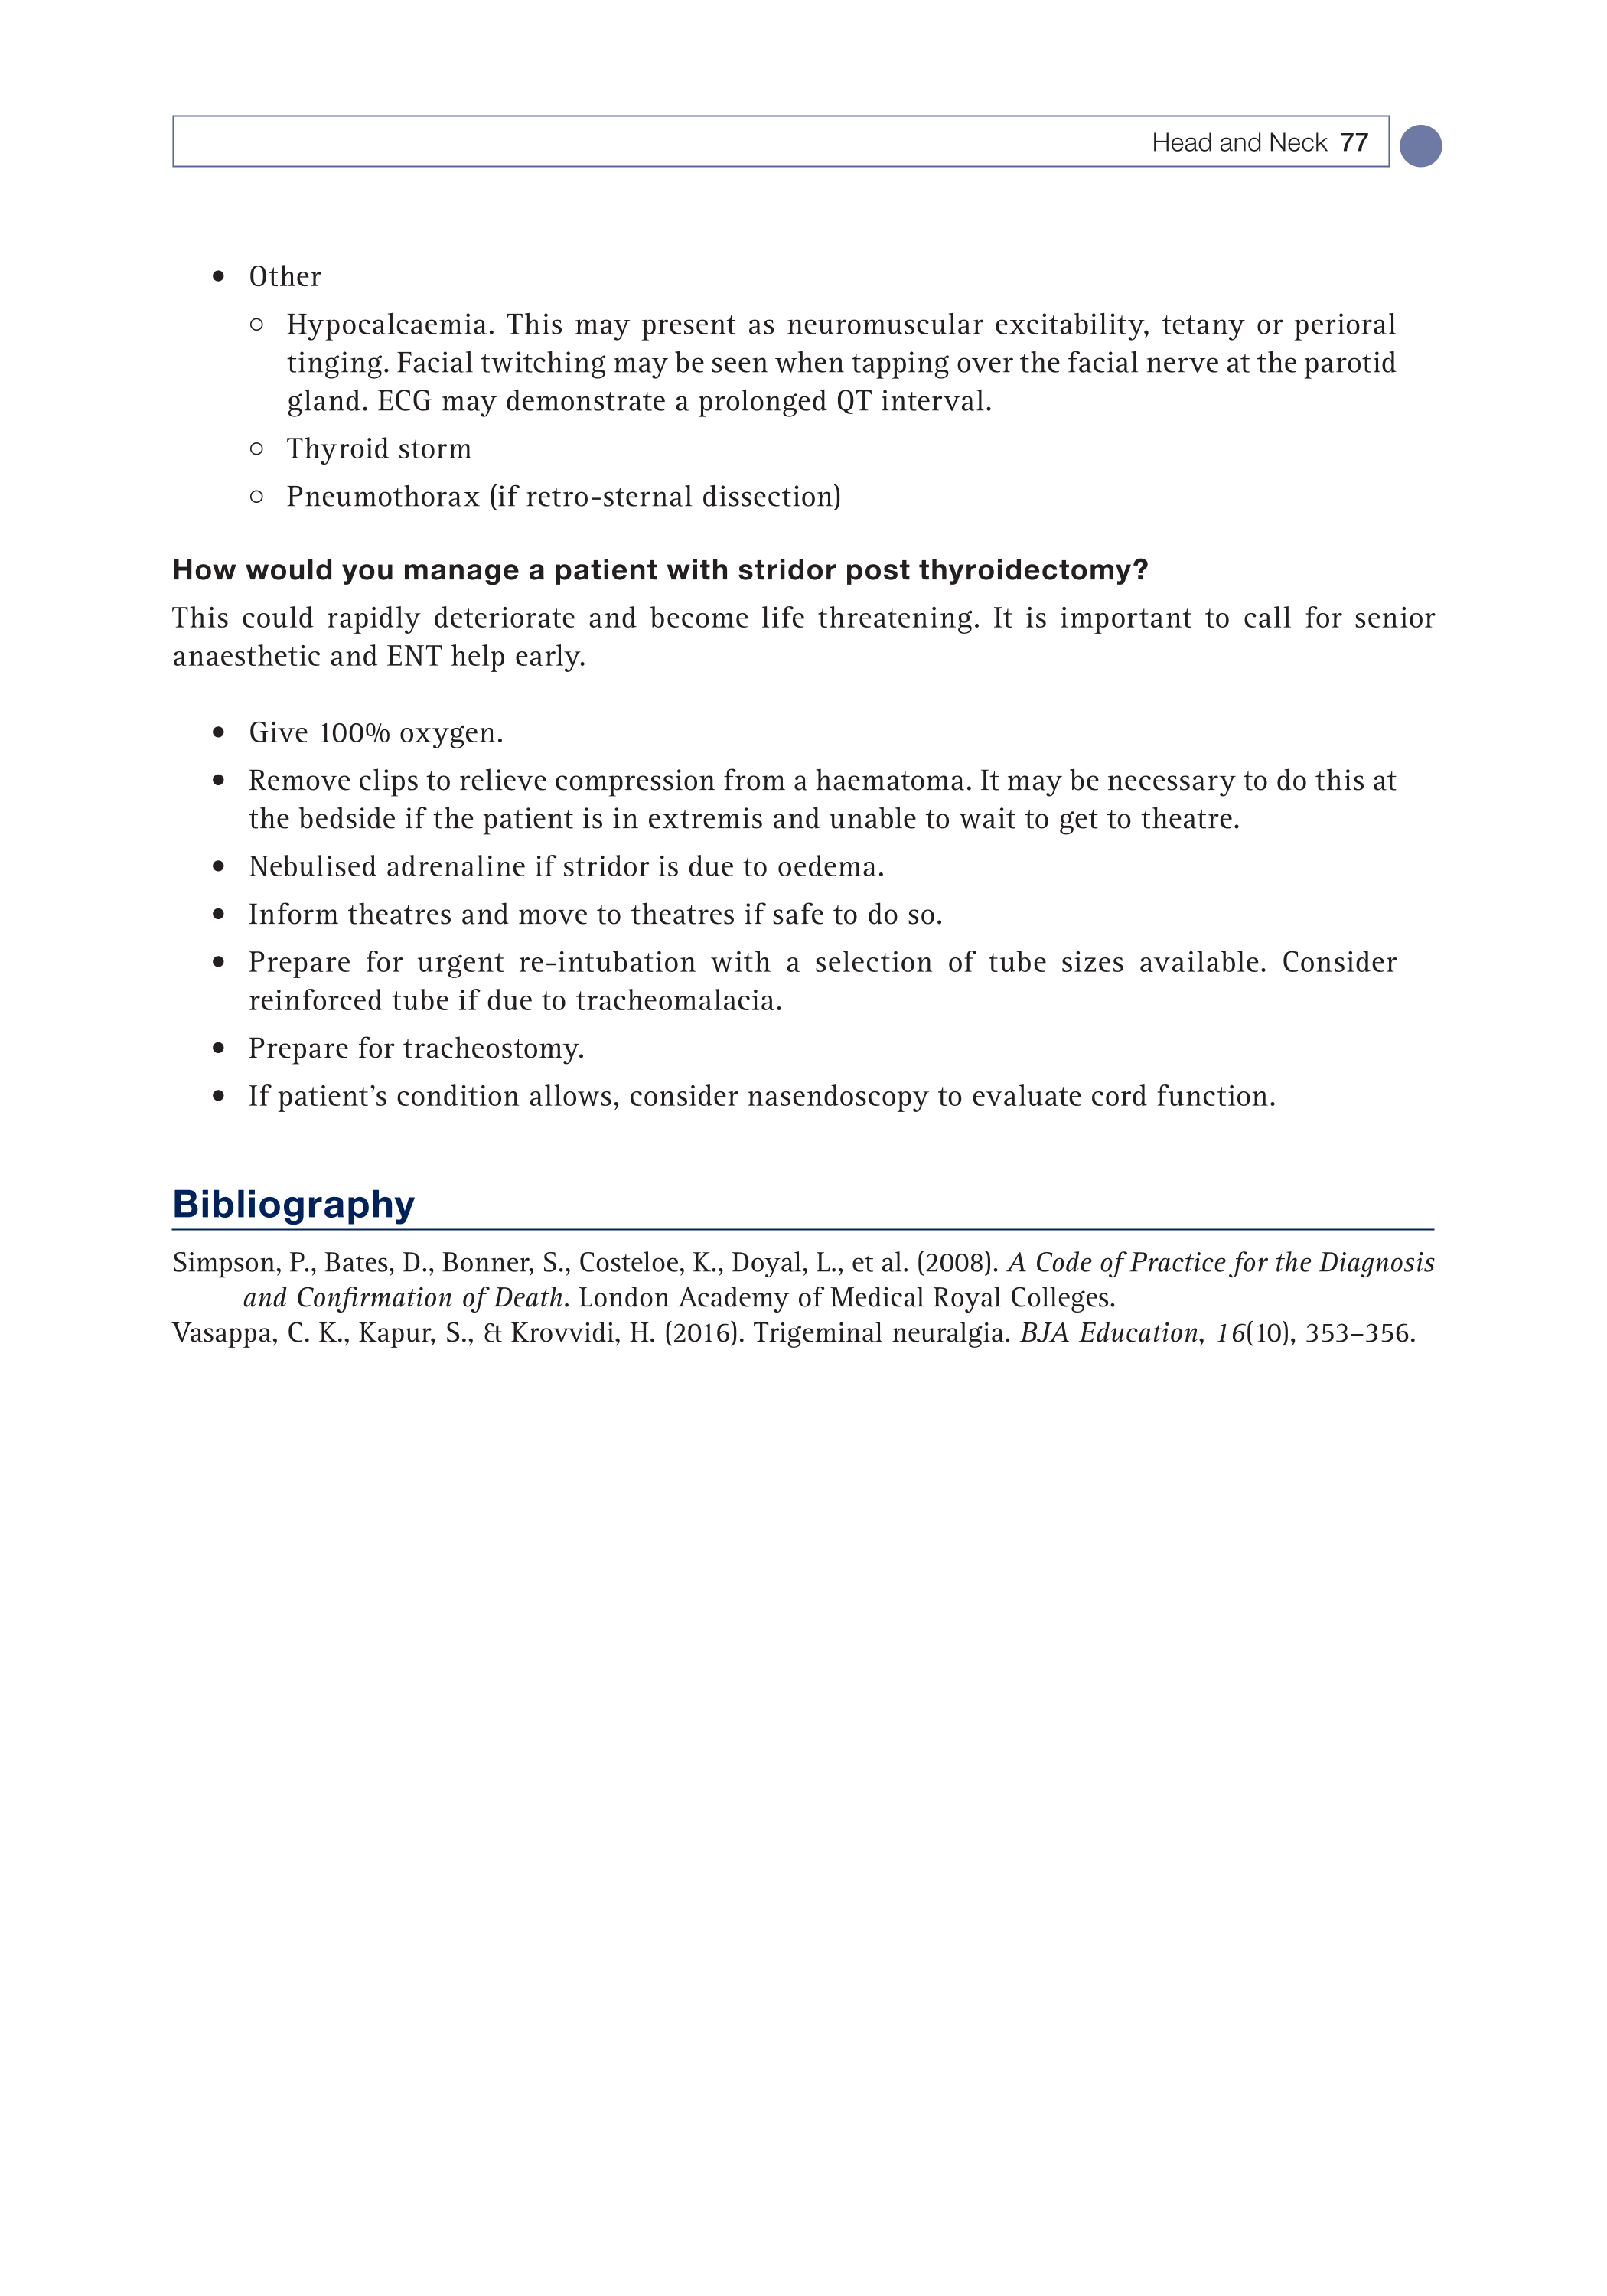 Head and Neck 77
• Other
○ Hypocalcaemia. This may present as neuromuscular excitability, tetany or perioral
tinging. Facial twitching may be seen when tapping over the facial nerve at the parotid
gland. ECG may demonstrate a prolonged QT interval.
○ Thyroid storm
○ Pneumothorax (if retro-sternal dissection)
How would you manage a patient with stridor post thyroidectomy?
This could rapidly deteriorate and become life threatening. It is important to call for senior
anaesthetic and ENT help early.
• Give 100% oxygen.
• Remove clips to relieve compression from a haematoma. It may be necessary to do this at
the bedside if the patient is in extremis and unable to wait to get to theatre.
• Nebulised adrenaline if stridor is due to oedema.
• Inform theatres and move to theatres if safe to do so.
• Prepare for urgent re-intubation with a selection of tube sizes available. Consider
reinforced tube if due to tracheomalacia.
• Prepare for tracheostomy.
• If patient’s condition allows, consider nasendoscopy to evaluate cord function.
Bibliography
Simpson, P., Bates, D., Bonner, S., Costeloe, K., Doyal, L., et al. (2008). A Code of Practice for the Diagnosis
and Confirmation of Death. London Academy of Medical Royal Colleges.
Vasappa, C. K., Kapur, S., & Krovvidi, H. (2016). Trigeminal neuralgia. BJA Education, 16(10), 353–356.